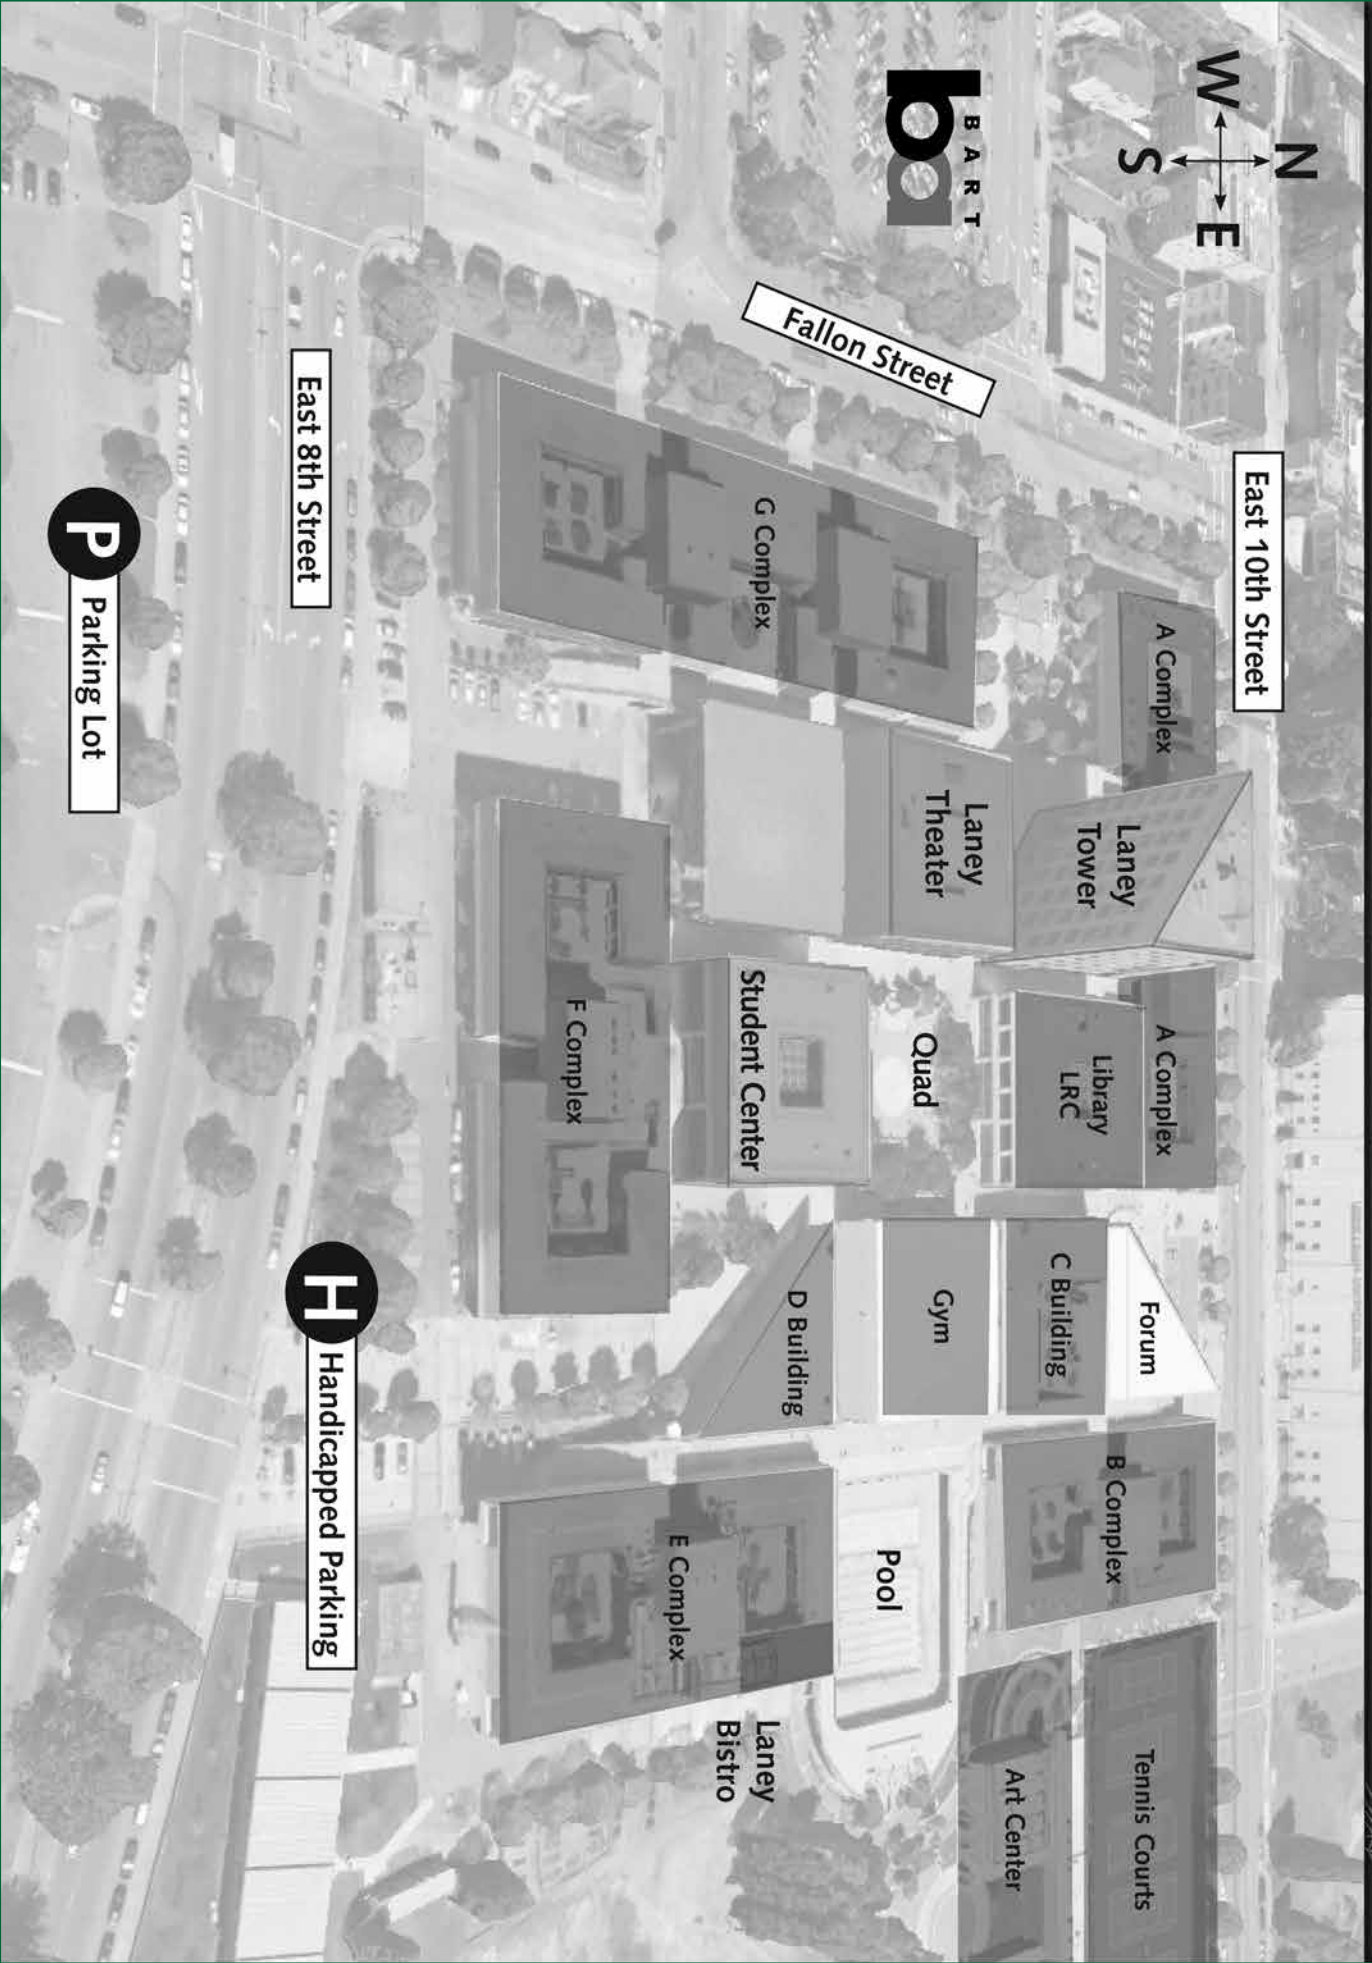 N
W
E
S
BART
ba
Fallon Street
East 10th Street
A Complex
G Complex
Laney
Tower
Laney
Theater
East 8th Street
P
Parking Lot
A Complex
Library
LRC
Quad
Student Center
F Complex
Forum
C Building
Gym
D Building
H
Handicapped Parking
B Complex
Pool
E Complex
Laney
Bistro
Tennis Courts
Art Center